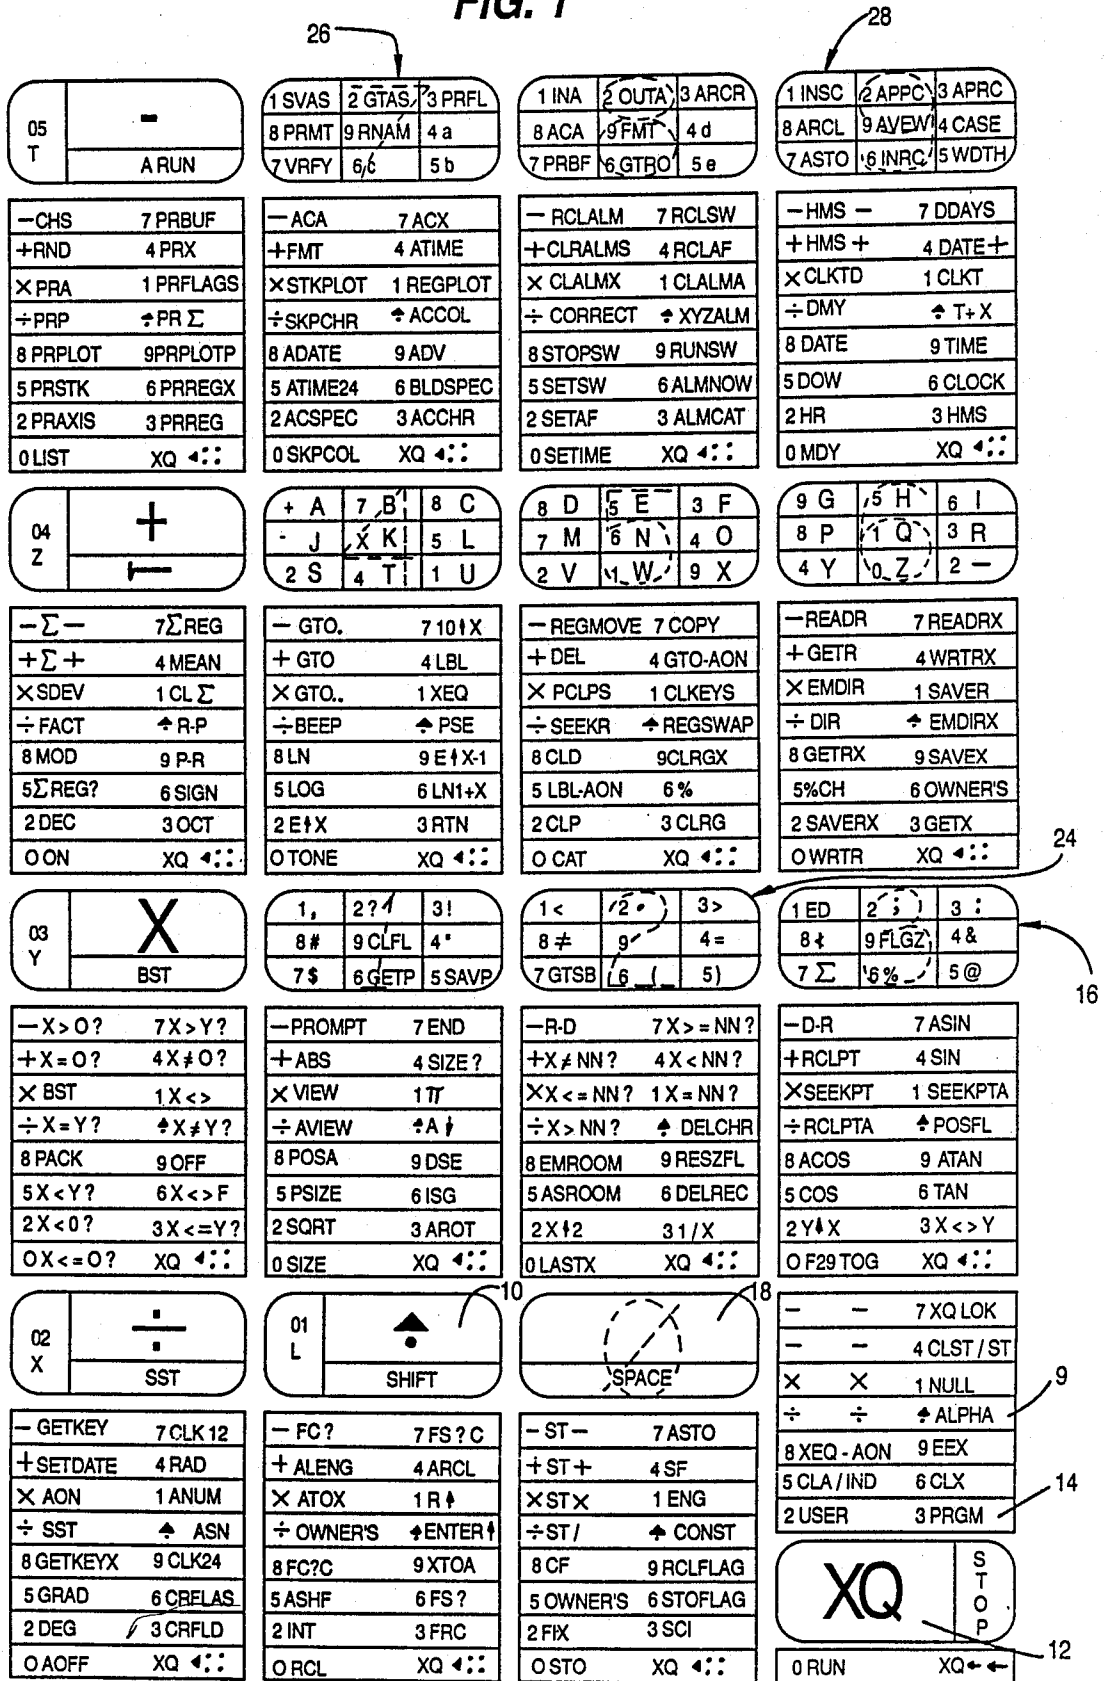 FIG. 1
26
28
05
T
-
A RUN
1 SVAS 2 GTAS 3 PRFL
8 PRMT 9 RNAM 4 a
7 VRFY 6 c 5 b
1 INA 2 OUTA 3 ARCR
8 ACA 9 FMT 4 d
7 PRBF 6 GTRO 5 e
1 INSC 2 APPC 3 APRC
8 ARCL 9 AVEW 4 CASE
7 ASTO 6 INRC 5 WDTH
−CHS 7 PRBUF
+RND 4 PRX
×PRA 1 PRFLAGS
÷PRP PR Σ
8 PRPLOT 9PRPLOTP
5 PRSTK 6 PRREGX
2 PRAXIS 3 PRREG
0 LIST XQ
−ACA 7 ACX
+FMT 4 ATIME
×STKPLOT 1 REGPLOT
÷SKPCHR ACCOL
8 ADATE 9 ADV
5 ATIME24 6 BLDSPEC
2 ACSPEC 3 ACCHR
0 SKPCOL XQ
− RCLALM 7 RCLSW
+CLRALMS 4 RCLAF
× CLALMX 1 CLALMA
÷ CORRECT XYZALM
8 STOPSW 9 RUNSW
5 SETSW 6 ALMNOW
2 SETAF 3 ALMCAT
0 SETIME XQ
−HMS − 7 DDAYS
+HMS + 4 DATE+
×CLKTD 1 CLKT
÷DMY T+X
8 DATE 9 TIME
5 DOW 6 CLOCK
2 HR 3 HMS
0 MDY XQ
04
Z
+
+ A 7 B 8 C
- J X K 5 L
2 S 4 T 1 U
8 D 5 E 3 F
7 M 6 N 4 O
2 V 1 W 9 X
9 G 5 H 6 I
8 P 1 Q 3 R
4 Y 0 Z 2 −
−Σ− 7ΣREG
+Σ+ 4 MEAN
×SDEV 1 CL Σ
÷FACT R-P
8 MOD 9 P-R
5ΣREG? 6 SIGN
2 DEC 3 OCT
0 ON XQ
− GTO. 7 10↑X
+ GTO 4 LBL
×GTO.. 1 XEQ
÷BEEP PSE
8 LN 9 E↑X-1
5 LOG 6 LN1+X
2 E↑X 3 RTN
0 TONE XQ
−REGMOVE 7 COPY
+DEL 4 GTO-AON
× PCLPS 1 CLKEYS
÷SEEKR REGSWAP
8 CLD 9CLRGX
5 LBL-AON 6 %
2 CLP 3 CLRG
0 CAT XQ
−READR 7 READRX
+GETR 4 WRTRX
×EMDIR 1 SAVER
÷DIR EMDIRX
8 GETRX 9 SAVEX
5%CH 6 OWNER'S
2 SAVERX 3 GETX
0 WRTR XQ
24
03
Y
X
BST
1 , 2 ? 3 !
8 # 9 CLFL 4 "
7 $ 6 GETP 5 SAVP
1 < 2 . 3 >
8 ≠ 9 4 =
7 GTSB 6 ( 5 )
1 ED 2 ; 3 :
8 9 FLGZ 4 &
7 Σ 6 % 5 @
16
−X>0? 7X>Y?
+X=0? 4X≠0?
× BST 1X<>
÷X=Y? X≠Y?
8 PACK 9 OFF
5X<Y? 6X<>F
2X<0? 3X<=Y?
0X<=0? XQ
−PROMPT 7 END
+ABS 4 SIZE?
×VIEW 1 π
÷AVIEW A
8 POSA 9 DSE
5 PSIZE 6 ISG
2 SQRT 3 AROT
0 SIZE XQ
−R-D 7X>=NN?
+X≠NN? 4X<NN?
×X<=NN? 1X=NN?
÷X>NN? DELCHR
8 EMROOM 9 RESZFL
5 ASROOM 6 DELREC
2X↑2 3 1/X
0 LASTX XQ
−D-R 7 ASIN
+RCLPT 4 SIN
×SEEKPT 1 SEEKPTA
÷RCLPTA POSFL
8 ACOS 9 ATAN
5 COS 6 TAN
2 Y↑X 3X<>Y
0 F29 TOG XQ
02
X
÷
SST
01
L
SHIFT
10
SPACE
18
− − 7 XQ LOK
− − 4 CLST / ST
× × 1 NULL
÷ ÷ ALPHA
8 XEQ - AON 9 EEX
5 CLA / IND 6 CLX
2 USER 3 PRGM
9
14
− GETKEY 7 CLK 12
+SETDATE 4 RAD
× AON 1 ANUM
÷ SST ASN
8 GETKEYX 9 CLK24
5 GRAD 6 CRFLAS
2 DEG 3 CRFLD
0 AOFF XQ
− FC? 7 FS ? C
+ ALENG 4 ARCL
× ATOX 1 R
÷ OWNER'S ENTER↑
8 FC?C 9 XTOA
5 ASHF 6 FS ?
2 INT 3 FRC
0 RCL XQ
− ST − 7 ASTO
+ST+ 4 SF
×ST× 1 ENG
÷ST / CONST
8 CF 9 RCLFLAG
5 OWNER'S 6 STOFLAG
2 FIX 3 SCI
0 STO XQ
XQ
STOP
12
0 RUN XQ←←